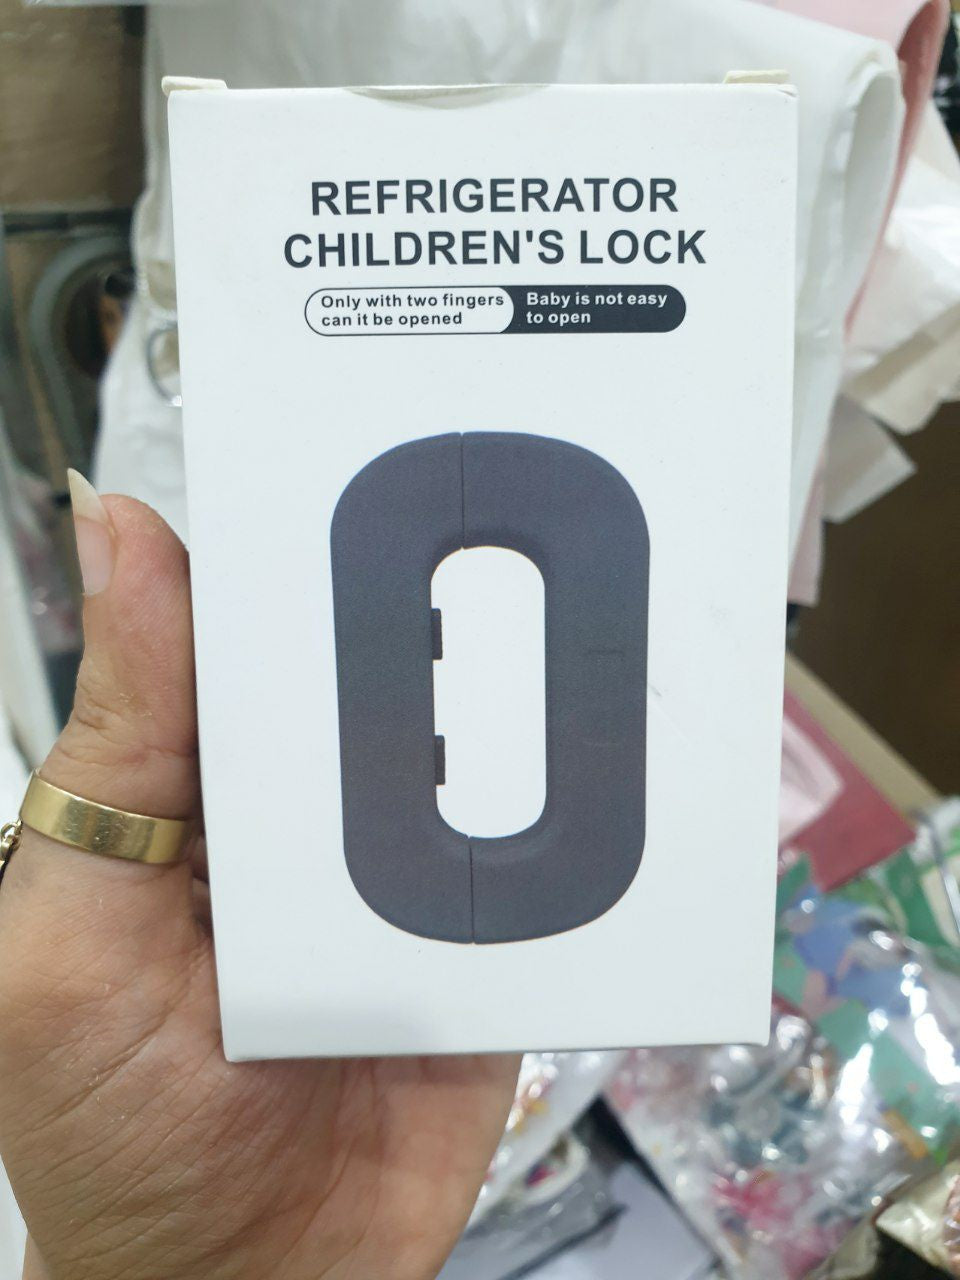 REFRIGERATOR
CHILDREN'S LOCK
Only with two fingers
can it be opened
Baby is not easy
to open